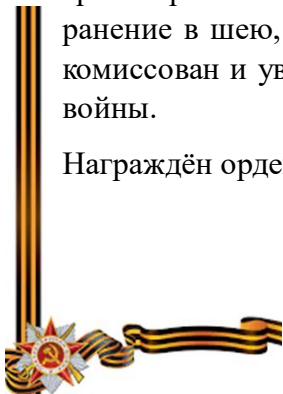 ранение в шею,
комиссован и ув
войны.
Награждён орде